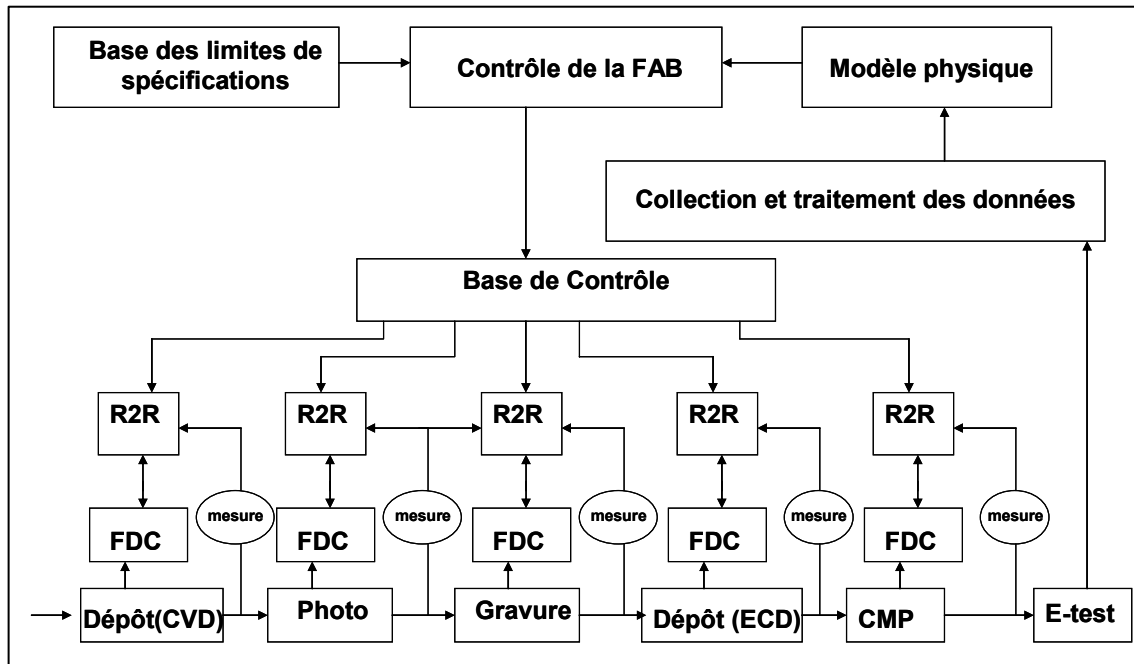 Base des limites de
spécifications
Contrôle de la FAB
Modèle physique
Collection et traitement des données
Base de Contrôle
R2R
R2R
R2R
R2R
R2R
mesure
mesure
mesure
mesure
mesure
FDC
FDC
FDC
FDC
FDC
Dépôt(CVD)
Photo
Gravure
Dépôt (ECD)
CMP
E-test